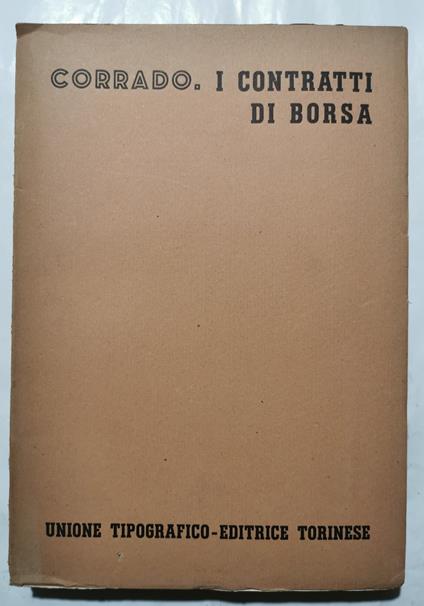 CORRADO. I CONTRATTI
DI BORSA
UNIONE TIPOGRAFICO-EDITRICE TORINESE